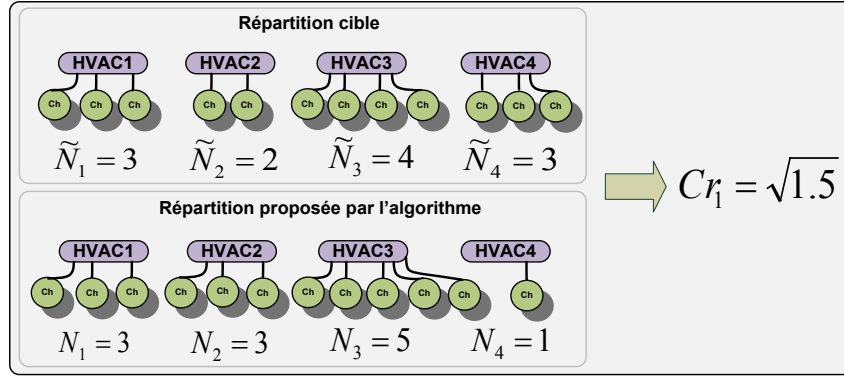 Répartition cible
HVAC1 HVAC2 HVAC3 HVAC4
Ch Ch Ch Ch Ch Ch Ch Ch Ch Ch Ch Ch
Ñ₁ = 3 Ñ₂ = 2 Ñ₃ = 4 Ñ₄ = 3
Cr₁ = √1.5
Répartition proposée par l’algorithme
HVAC1 HVAC2 HVAC3 HVAC4
Ch Ch Ch Ch Ch Ch Ch Ch Ch Ch Ch Ch
N₁ = 3 N₂ = 3 N₃ = 5 N₄ = 1